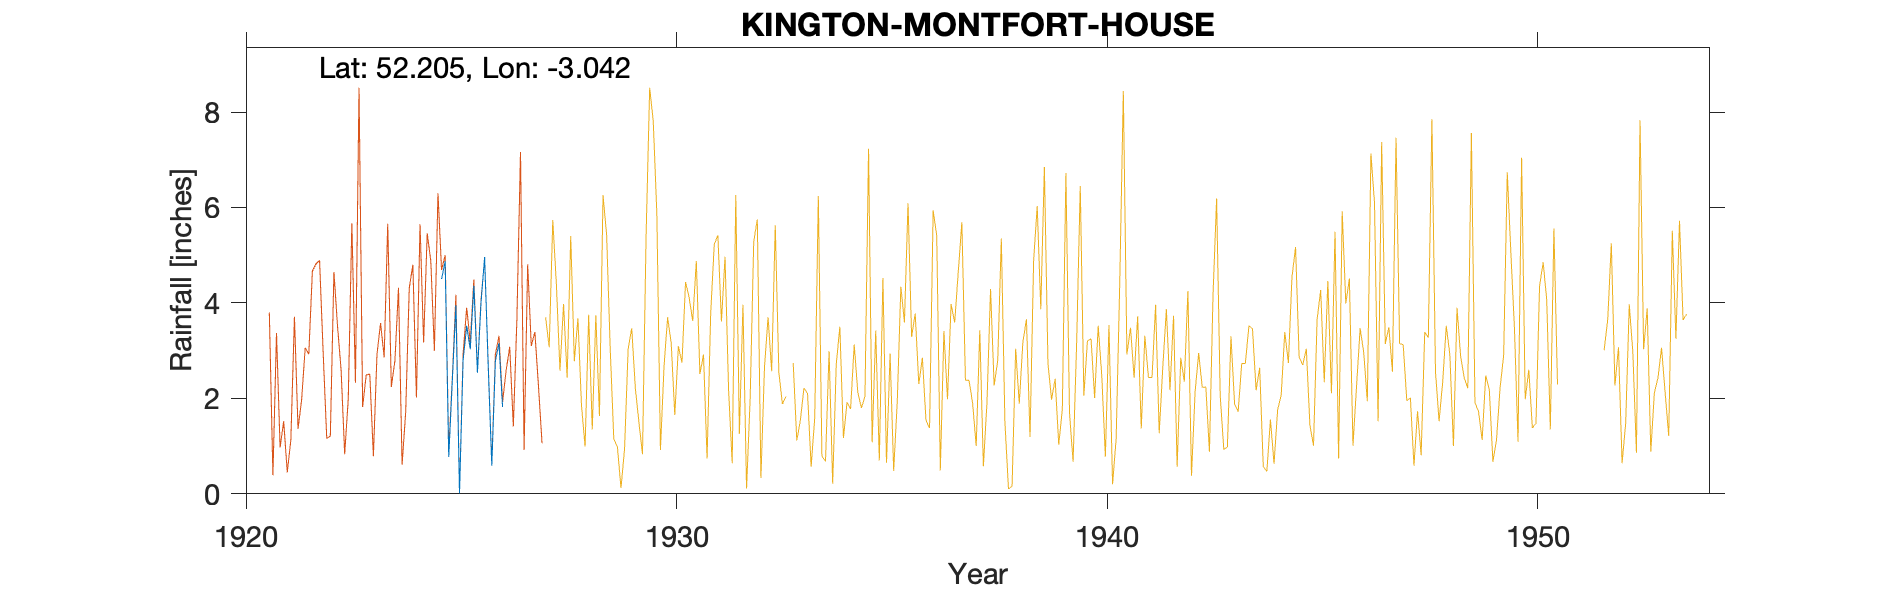 KINGTON-MONTFORT-HOUSE
Lat: 52.205, Lon: -3.042
8
6
4
2
0
Rainfall [inches]
1920 1930 1940 1950
Year